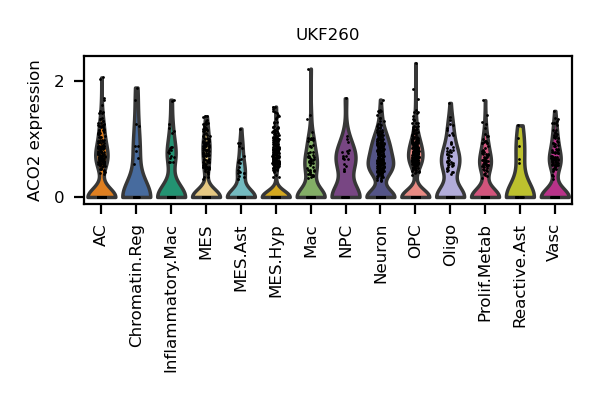 UKF260
ACO2 expression
2
0
AC
Chromatin.Reg
Inflammatory.Mac
MES
MES.Ast
MES.Hyp
Mac
NPC
Neuron
OPC
Oligo
Prolif.Metab
Reactive.Ast
Vasc